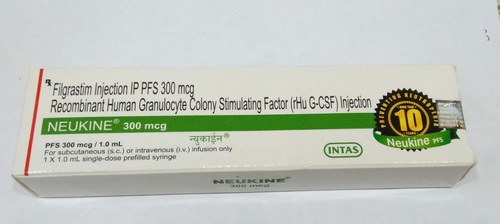 ℞ Filgrastim Injection IP PFS 300 mcg
Recombinant Human Granulocyte Colony Stimulating Factor (rHu G-CSF) Injection
NEUKINE® 300 mcg
न्युकाईन®
PFS 300 mcg / 1.0 mL
For subcutaneous (s.c.) or intravenous (i.v.) infusion only
1 X 1.0 mL single-dose prefilled syringe
INTAS
10
YEARS
Neukine PFS
NEUKINE®
300 mcg